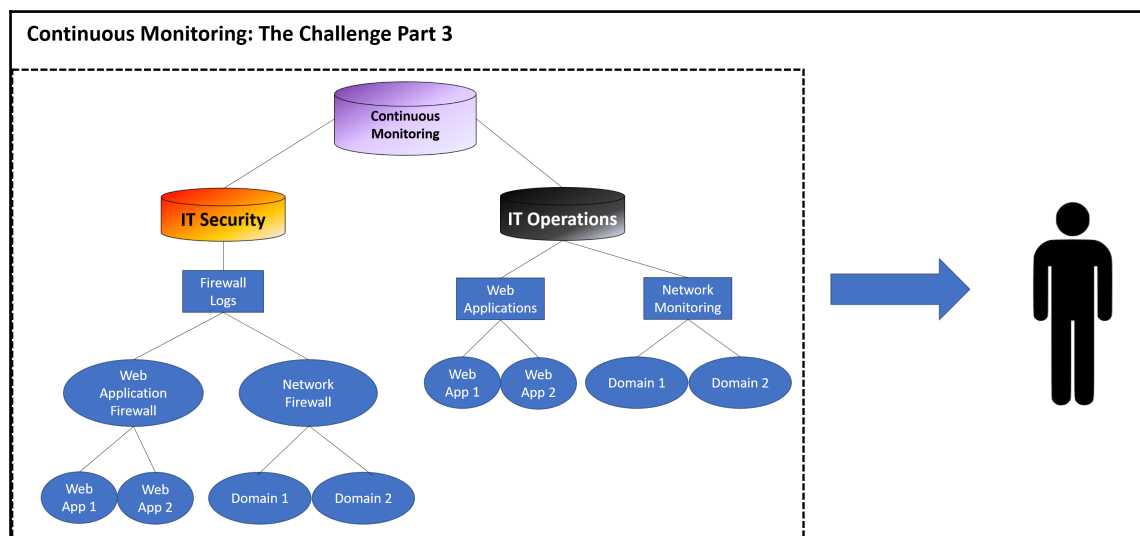 Continuous Monitoring: The Challenge Part 3
Continuous
Monitoring
IT Security
IT Operations
Firewall
Logs
Web
Applications
Network
Monitoring
Web
Application
Firewall
Network
Firewall
Web
App 1
Web
App 2
Domain 1
Domain 2
Web
App 1
Web
App 2
Domain 1
Domain 2